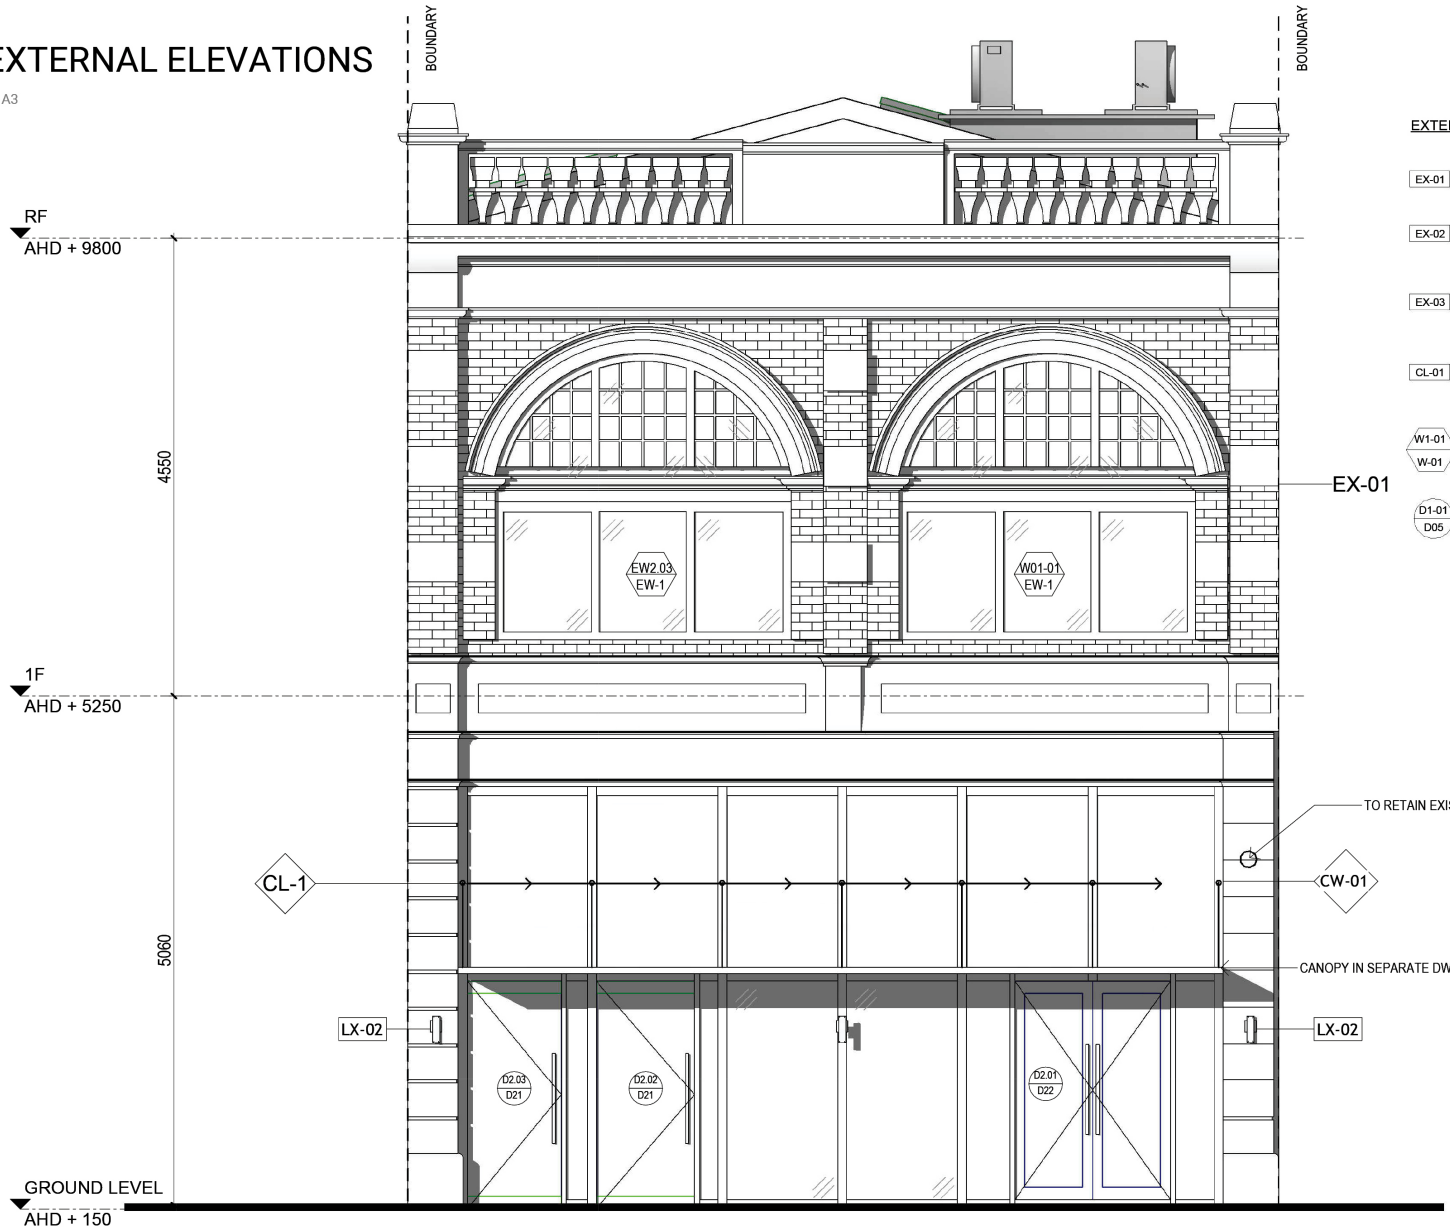 EXTERNAL ELEVATIONS
A3
BOUNDARY
BOUNDARY
EX-01
EX-02
EX-03
CL-01
W1-01
W-01
D1-01
D05
RF
AHD + 9800
4550
EX-01
EW2.03
EW-1
W01-01
EW-1
1F
AHD + 5250
TO RETAIN
CL-1
CW-01
5060
CANOPY IN SEPARATE
LX-02
LX-02
D2.03
D21
D2.02
D21
D2.01
D22
GROUND LEVEL
AHD + 150